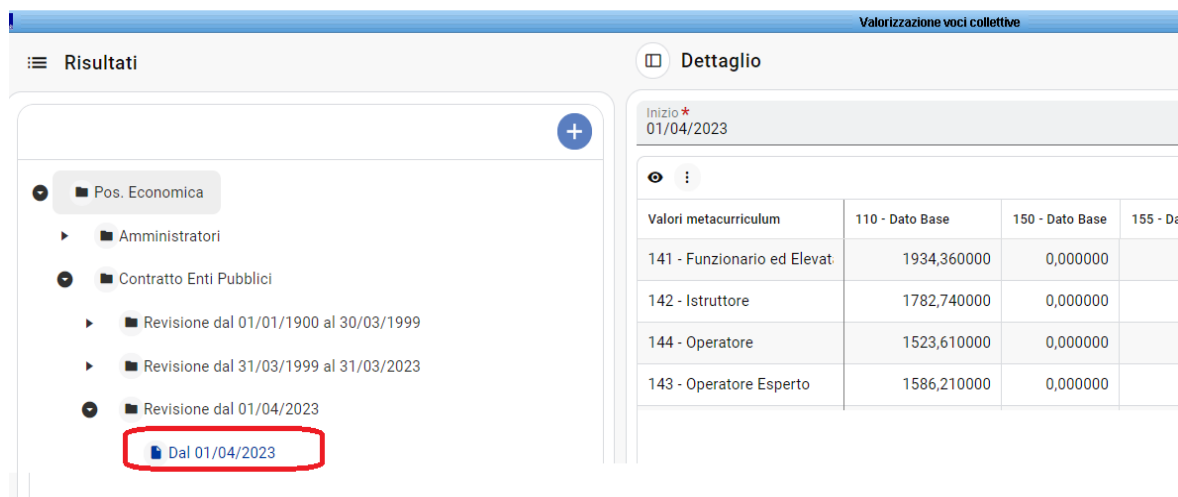 Valorizzazione voci collettive
Risultati
Dettaglio
Inizio *
01/04/2023
+
Pos. Economica
Amministratori
Contratto Enti Pubblici
Revisione dal 01/01/1900 al 30/03/1999
Revisione dal 31/03/1999 al 31/03/2023
Revisione dal 01/04/2023
Dal 01/04/2023
Valori metacurriculum 110 - Dato Base 150 - Dato Base 155 - Da
141 - Funzionario ed Elevat 1934,360000 0,000000
142 - Istruttore 1782,740000 0,000000
144 - Operatore 1523,610000 0,000000
143 - Operatore Esperto 1586,210000 0,000000